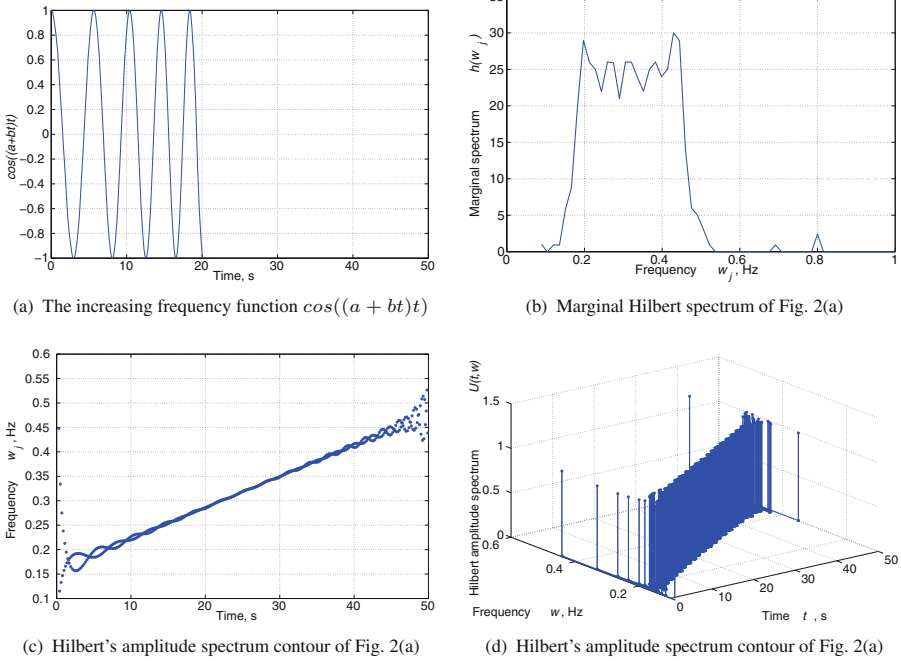 1
0.8
0.6
0.4
0.2
0
−0.2
−0.4
−0.6
−0.8
−1
cos((a+bt)t)
0 10 20 30 40 50
Time, s
(a) The increasing frequency function cos((a + bt)t)
30
25
20
15
10
5
0
Marginal spectrum h(w_j)
0 0.2 0.4 0.6 0.8 1
Frequency w_j, Hz
(b) Marginal Hilbert spectrum of Fig. 2(a)
0.6
0.55
0.5
0.45
0.4
0.35
0.3
0.25
0.2
0.15
0.1
Frequency w_j, Hz
0 10 20 30 40 50
Time, s
(c) Hilbert's amplitude spectrum contour of Fig. 2(a)
1.5
1
0.5
0
Hilbert amplitude spectrum U(t,w)
0.6
0.4
0.2
Frequency w, Hz
0 10 20 30 40 50
Time t, s
(d) Hilbert's amplitude spectrum contour of Fig. 2(a)